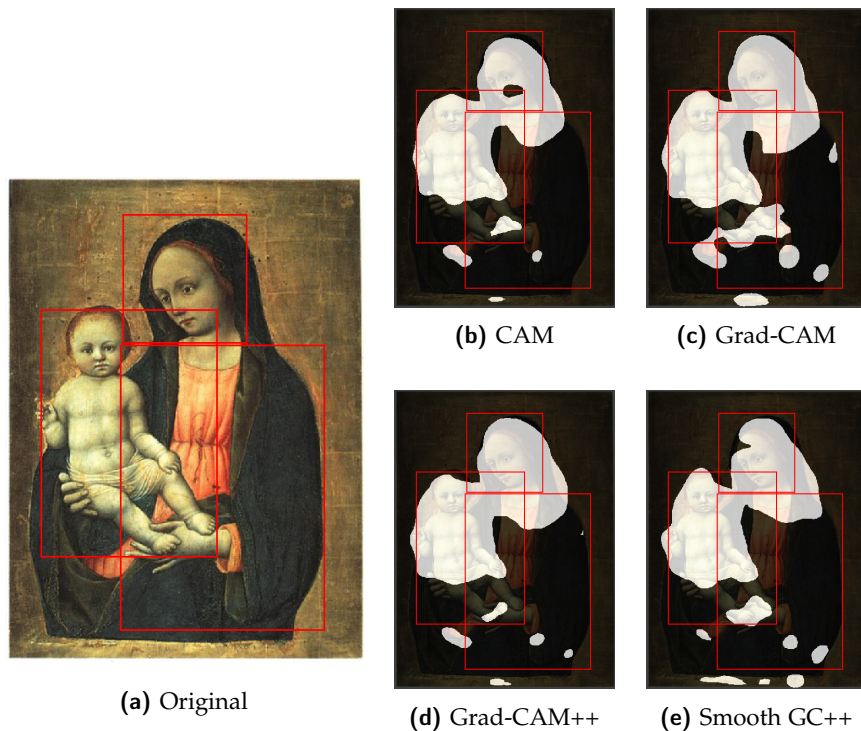 (a) Original
(b) CAM
(c) Grad-CAM
(d) Grad-CAM++
(e) Smooth GC++